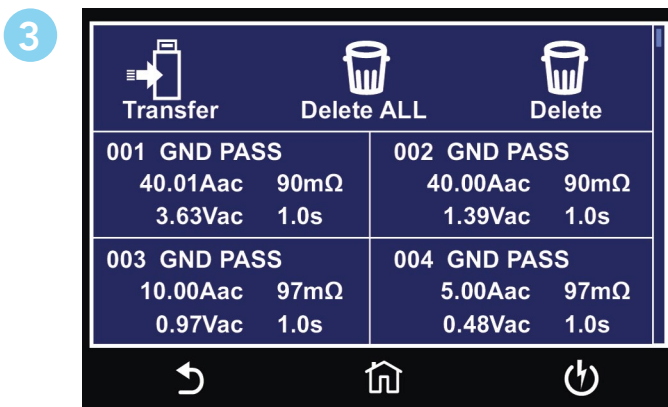 3
Transfer Delete ALL Delete
001 GND PASS
40.01Aac 90mΩ
3.63Vac 1.0s
002 GND PASS
40.00Aac 90mΩ
1.39Vac 1.0s
003 GND PASS
10.00Aac 97mΩ
0.97Vac 1.0s
004 GND PASS
5.00Aac 97mΩ
0.48Vac 1.0s